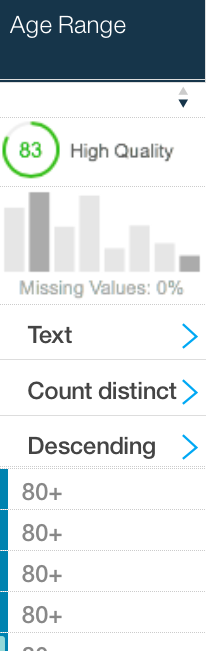 Age Range
83 High Quality
Missing Values: 0%
Text
Count distinct
Descending
80+
80+
80+
80+